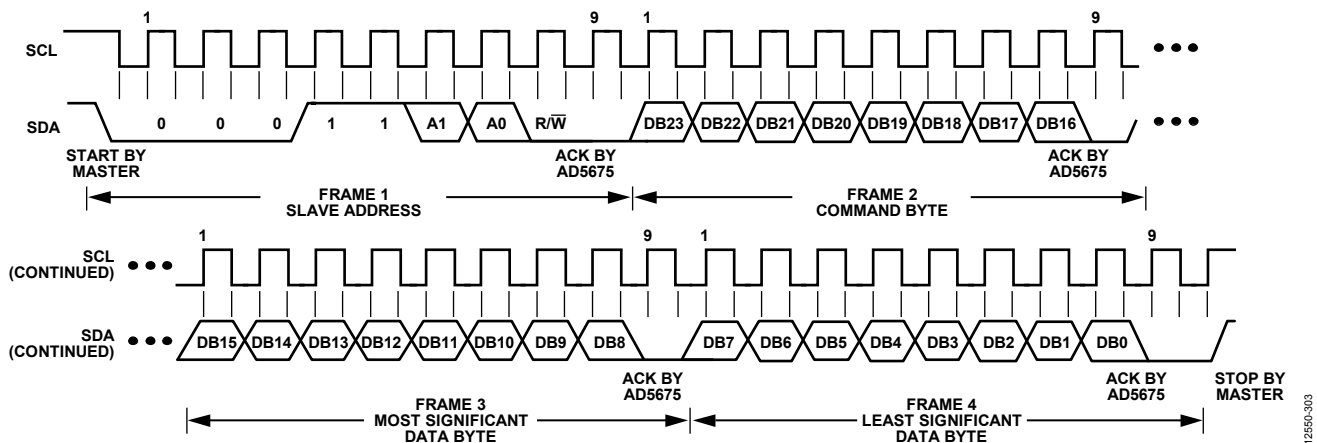 1 9 1 9
SCL
SDA
0 0 0 1 1 A1 A0 R/W̅ DB23 DB22 DB21 DB20 DB19 DB18 DB17 DB16
START BY
MASTER
ACK BY
AD5675
ACK BY
AD5675
FRAME 1
SLAVE ADDRESS
FRAME 2
COMMAND BYTE
1 9 1 9
SCL
(CONTINUED)
SDA
(CONTINUED)
DB15 DB14 DB13 DB12 DB11 DB10 DB9 DB8 DB7 DB6 DB5 DB4 DB3 DB2 DB1 DB0
ACK BY
AD5675
ACK BY
AD5675
STOP BY
MASTER
FRAME 3
MOST SIGNIFICANT
DATA BYTE
FRAME 4
LEAST SIGNIFICANT
DATA BYTE
12550-303